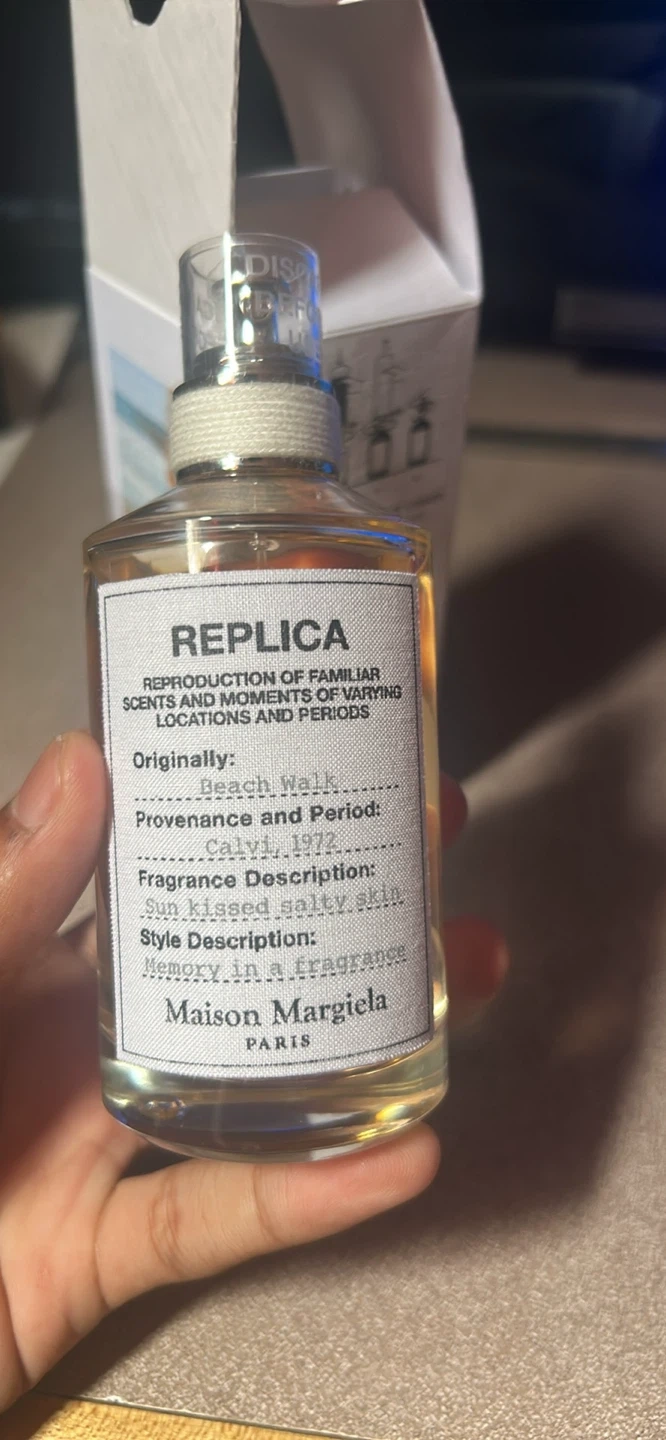 DISC
REPLICA
REPRODUCTION OF FAMILIAR
SCENTS AND MOMENTS OF VARYING
LOCATIONS AND PERIODS
Originally:
Beach Walk
Provenance and Period:
Calvi, 1972
Fragrance Description:
Sun kissed salty skin
Style Description:
Memory in a fragrance
Maison Margiela
PARIS